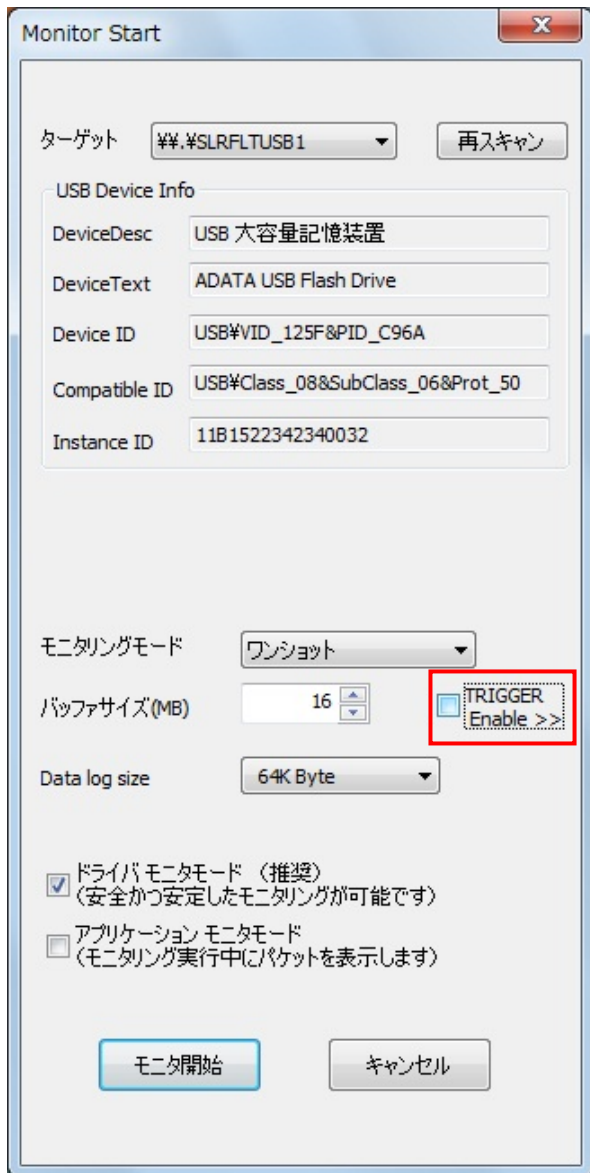 Monitor Start
ターゲット ¥¥.¥SLRFLTUSB1 再スキャン
USB Device Info
DeviceDesc USB 大容量記憶装置
DeviceText ADATA USB Flash Drive
Device ID USB¥VID_125F&PID_C96A
Compatible ID USB¥Class_08&SubClass_06&Prot_50
Instance ID 11B1522342340032
モニタリングモード ワンショット
バッファサイズ(MB) 16 TRIGGER
Enable >>
Data log size 64K Byte
ドライバ モニタモード （推奨）
（安全かつ安定したモニタリングが可能です）
アプリケーション モニタモード
（モニタリング実行中にパケットを表示します）
モニタ開始 キャンセル